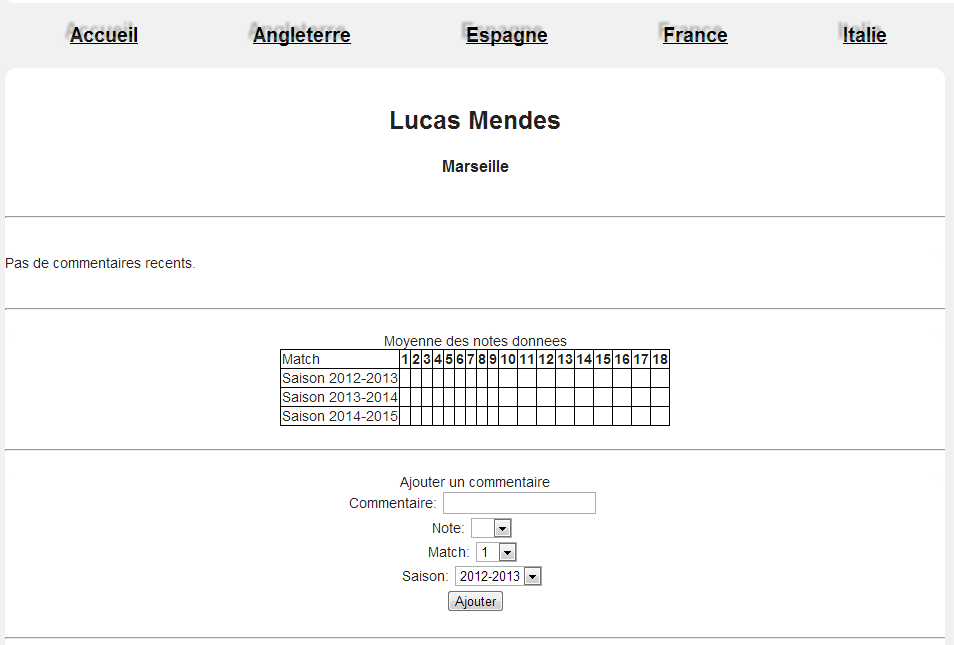 Accueil Angleterre Espagne France Italie
Lucas Mendes
Marseille
Pas de commentaires recents.
Moyenne des notes donnees
Match 1 2 3 4 5 6 7 8 9 10 11 12 13 14 15 16 17 18
Saison 2012-2013
Saison 2013-2014
Saison 2014-2015
Ajouter un commentaire
Commentaire:
Note:
Match: 1
Saison: 2012-2013
Ajouter